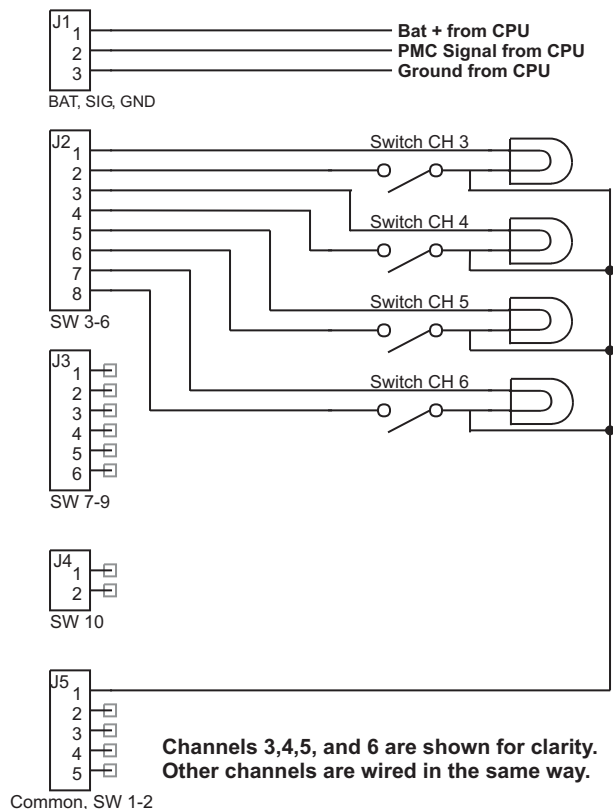 J1
1
Bat + from CPU
2
PMC Signal from CPU
3
Ground from CPU
BAT, SIG, GND
J2
1
2
3
4
5
6
7
8
SW 3-6
Switch CH 3
Switch CH 4
Switch CH 5
Switch CH 6
J3
1
2
3
4
5
6
SW 7-9
J4
1
2
SW 10
J5
1
2
3
4
5
Common, SW 1-2
Channels 3,4,5, and 6 are shown for clarity.
Other channels are wired in the same way.